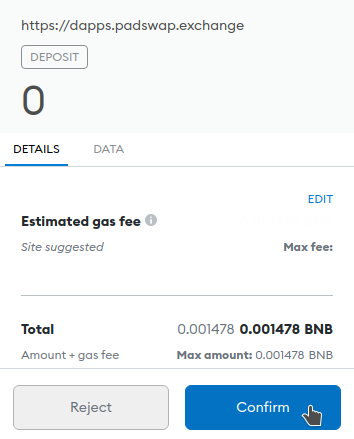 https://dapps.padswap.exchange
DEPOSIT
0
DETAILS DATA
EDIT
Estimated gas fee
Site suggested Max fee:
Total 0.001478 0.001478 BNB
Amount + gas fee Max amount: 0.001478 BNB
Reject Confirm